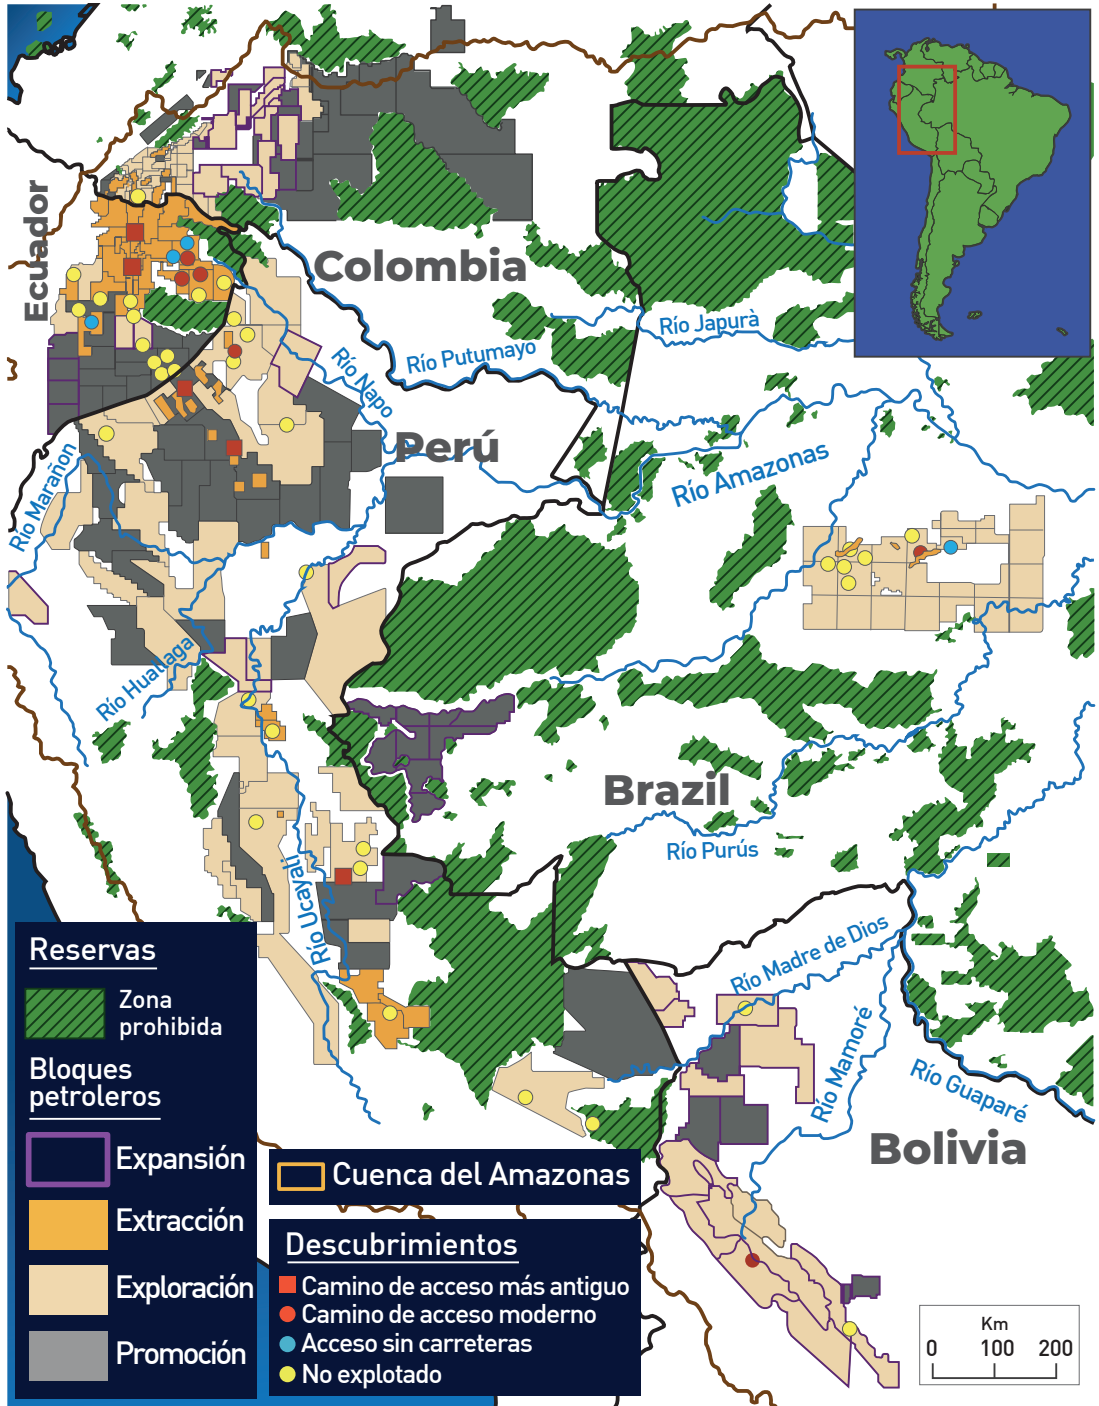 Ecuador
Colombia
Río Japurà
Río Putumayo
Río Napo
Perú
Río Marañon
Río Amazonas
Río Huallaga
Brazil
Río Purús
Río Ucayali
Río Madre de Dios
Río Mamoré
Río Guaparé
Bolivia
Reservas
Zona
prohibida
Bloques
petroleros
Expansión
Extracción
Exploración
Promoción
Cuenca del Amazonas
Descubrimientos
Camino de acceso más antiguo
Camino de acceso moderno
Acceso sin carreteras
No explotado
Km
0 100 200